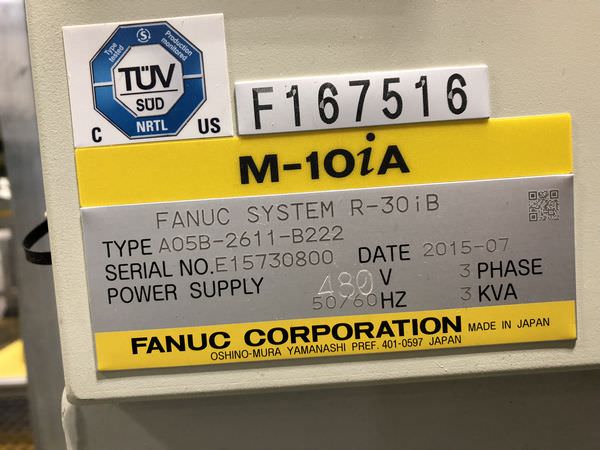 Type tested
Production monitored
S
TÜV
SÜD
NRTL
C US
F167516
M-10iA
FANUC SYSTEM R-30iB
TYPE A05B-2611-B222
SERIAL NO. E15730800 DATE 2015-07
POWER SUPPLY 480 V 3 PHASE
50/60 HZ 3 KVA
FANUC CORPORATION MADE IN JAPAN
OSHINO-MURA YAMANASHI PREF. 401-0597 JAPAN